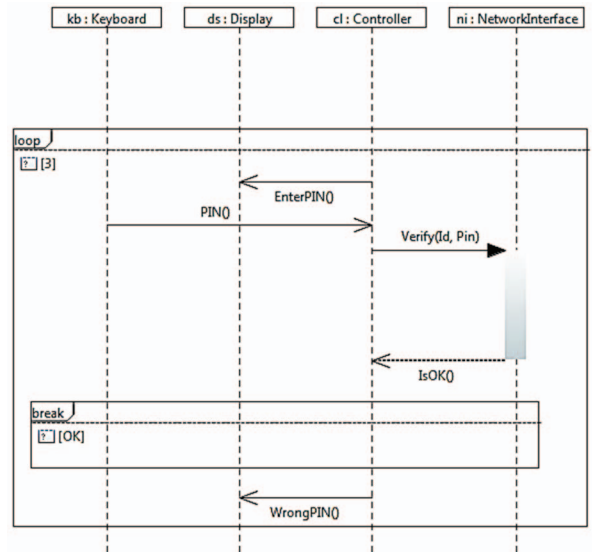 kb : Keyboard
ds : Display
cl : Controller
ni : NetworkInterface
loop
? [3]
EnterPIN()
PIN()
Verify(Id, Pin)
IsOK()
break
? [OK]
WrongPIN()